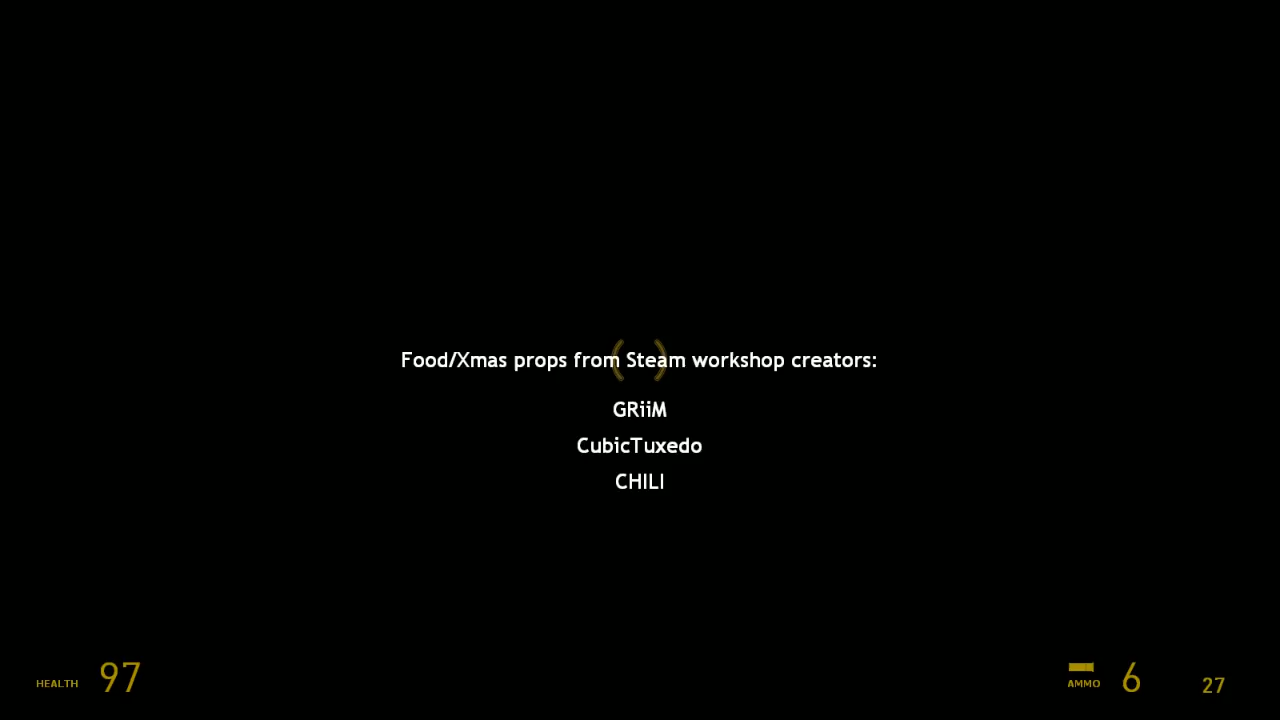 Food/Xmas props from Steam workshop creators:
GRiiM
CubicTuxedo
CHILI
HEALTH 97
AMMO 6 27